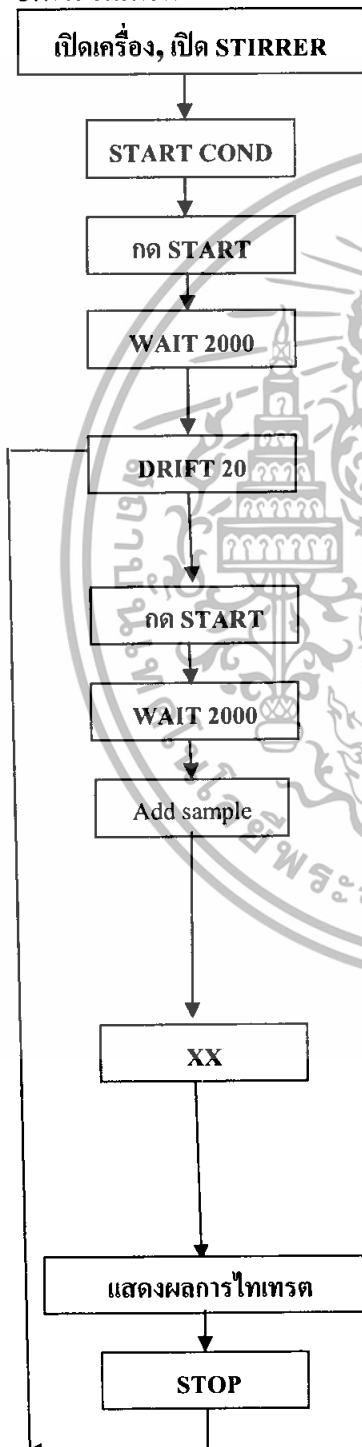 เปิดเครื่อง, เปิด STIRRER
START COND
กด START
WAIT 2000
DRIFT 20
กด START
WAIT 2000
Add sample
XX
แสดงผลการไทเทรต
STOP